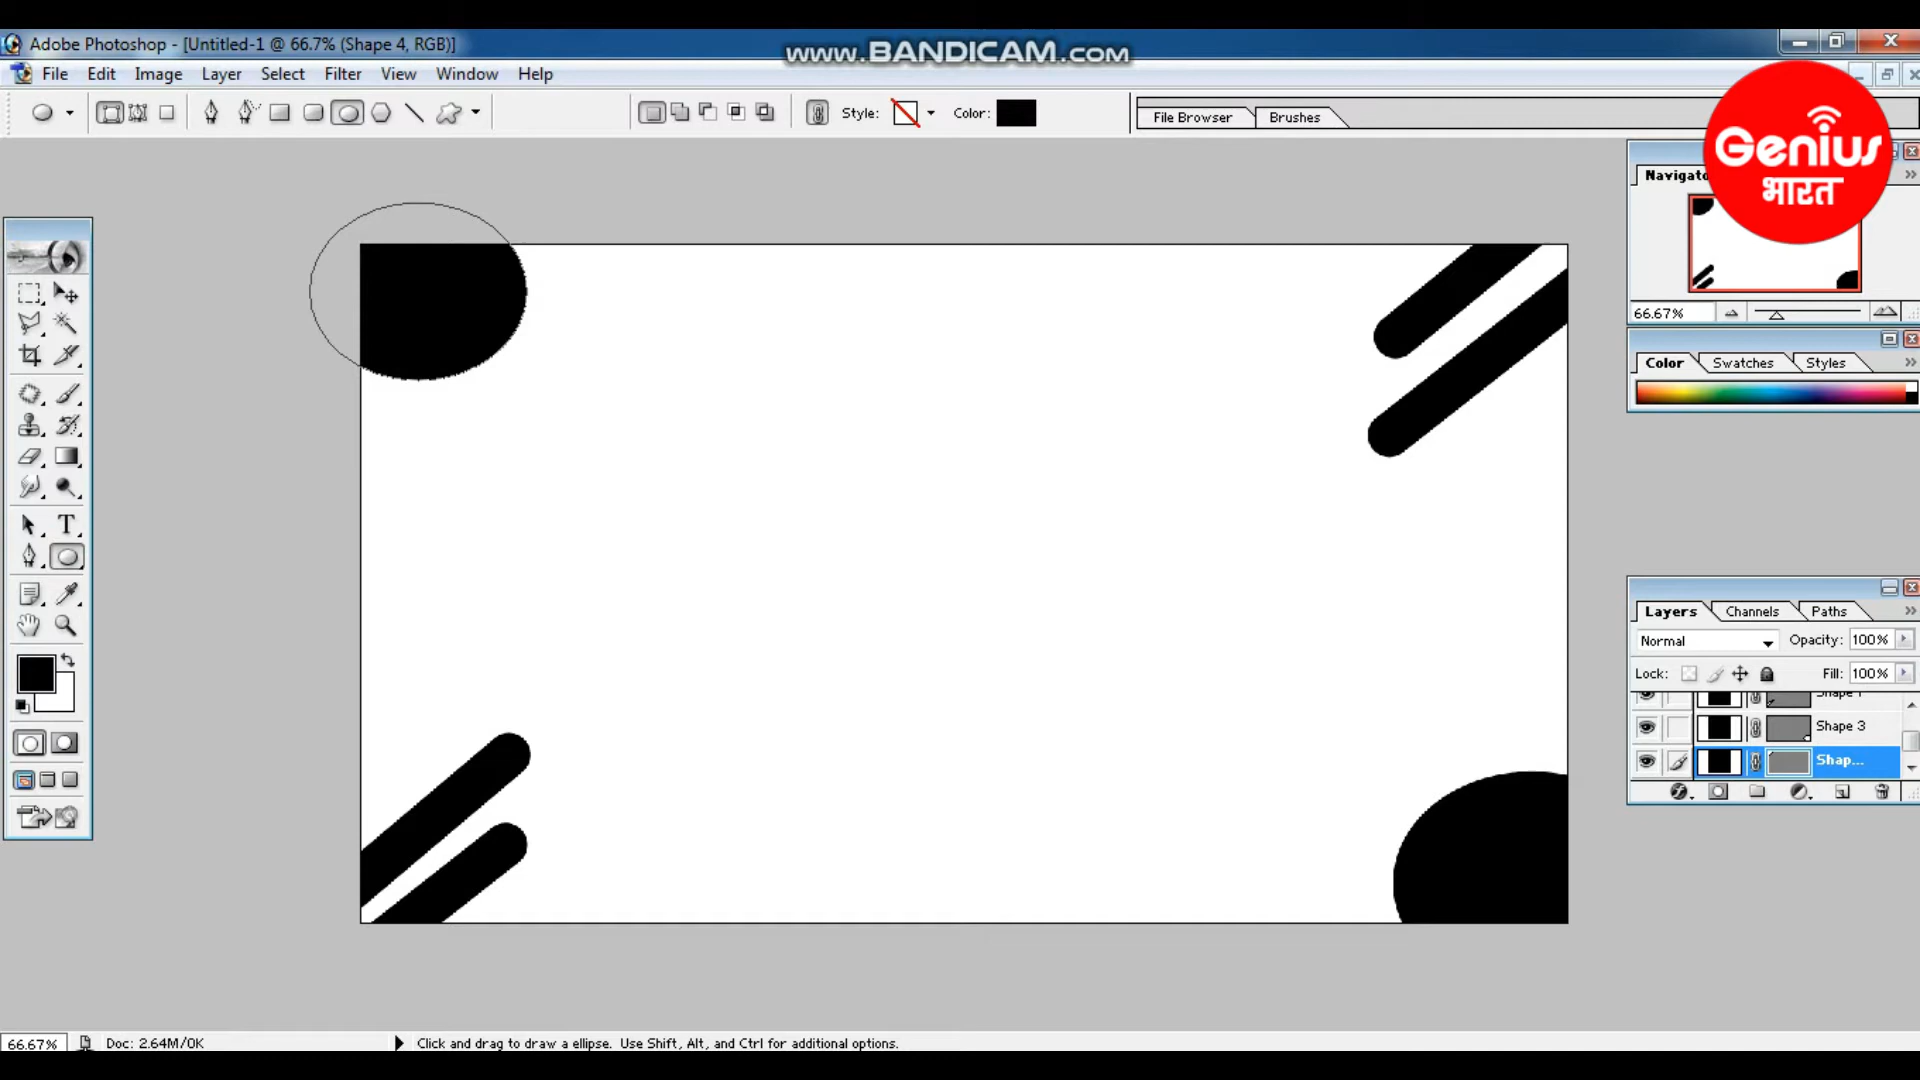 Adobe Photoshop - [Untitled-1 @ 66.7% (Shape 4, RGB)]
www.BANDICAM.com
File Edit Image Layer Select Filter View Window Help
Style: Color: File Browser Brushes
Genius
भारत
Navigato
66.67%
Color Swatches Styles
T
Layers Channels Paths
Normal Opacity: 100%
Lock: Fill: 100%
Shape 1
Shape 3
Shap...
66.67% Doc: 2.64M/0K Click and drag to draw a ellipse. Use Shift, Alt, and Ctrl for additional options.